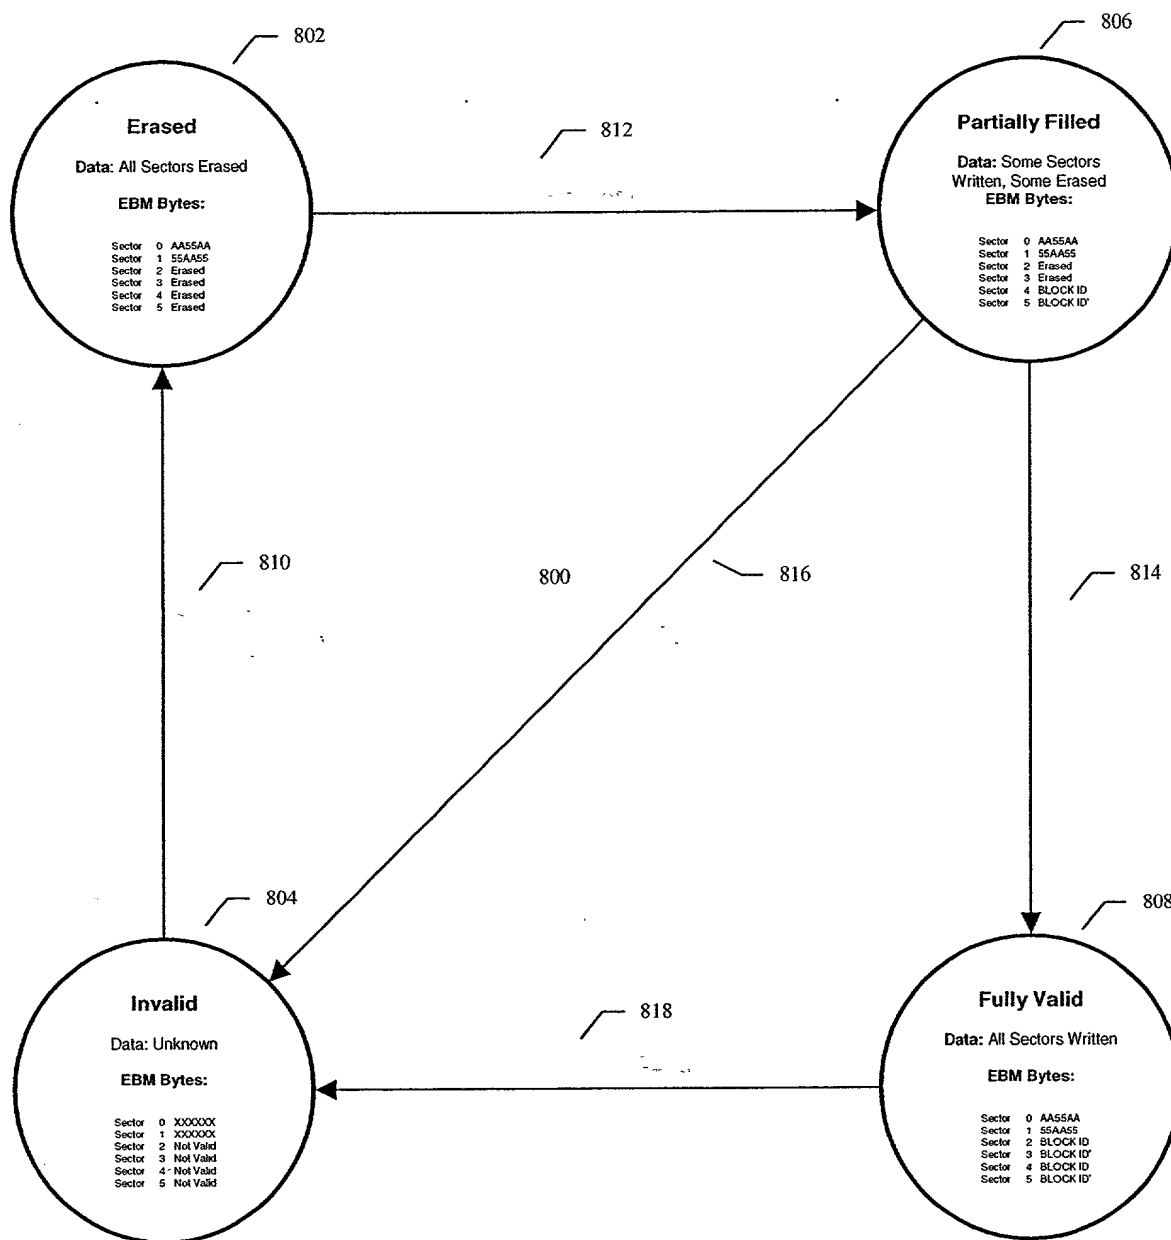 802
Erased
Data: All Sectors Erased
EBM Bytes:
Sector 0 AA55AA
Sector 1 55AA55
Sector 2 Erased
Sector 3 Erased
Sector 4 Erased
Sector 5 Erased
812
806
Partially Filled
Data: Some Sectors
Written, Some Erased
EBM Bytes:
Sector 0 AA55AA
Sector 1 55AA55
Sector 2 Erased
Sector 3 Erased
Sector 4 BLOCK ID
Sector 5 BLOCK ID'
810
800
816
814
804
Invalid
Data: Unknown
EBM Bytes:
Sector 0 XXXXXX
Sector 1 XXXXXX
Sector 2 Not Valid
Sector 3 Not Valid
Sector 4 Not Valid
Sector 5 Not Valid
818
808
Fully Valid
Data: All Sectors Written
EBM Bytes:
Sector 0 AA55AA
Sector 1 55AA55
Sector 2 BLOCK ID
Sector 3 BLOCK ID'
Sector 4 BLOCK ID
Sector 5 BLOCK ID'